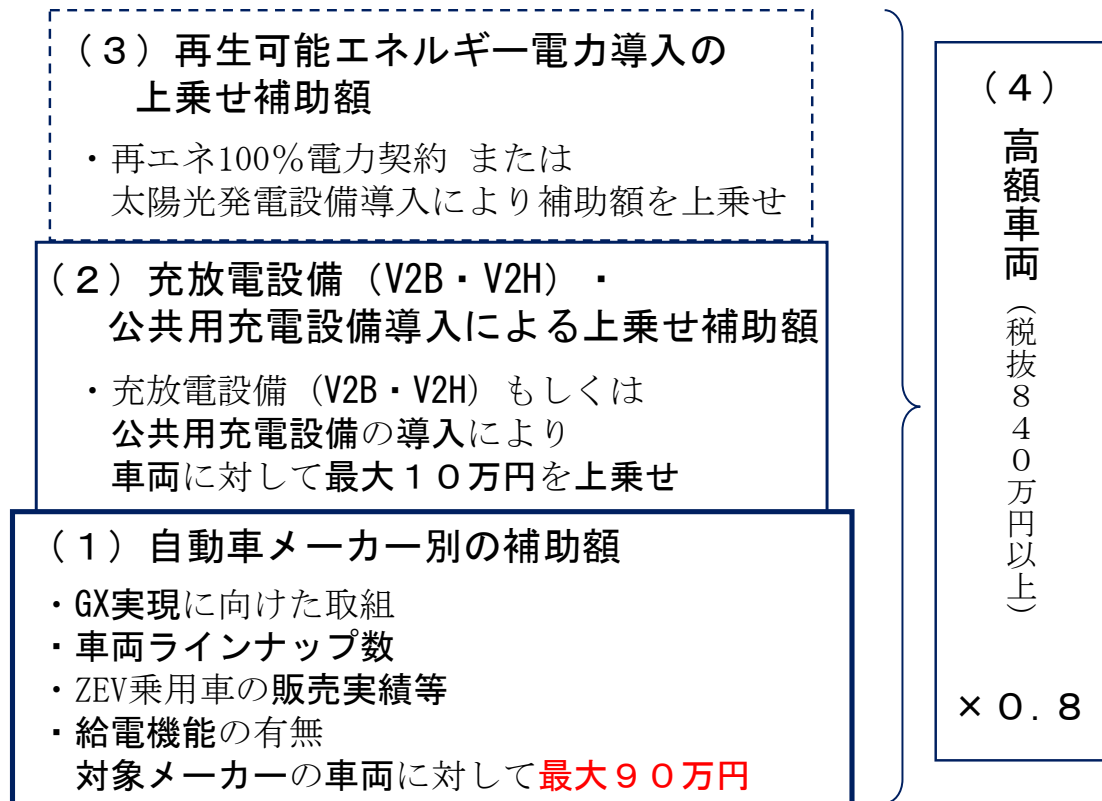 （３）再生可能エネルギー電力導入の
上乗せ補助額
・再エネ100％電力契約 または
太陽光発電設備導入により補助額を上乗せ
（２）充放電設備（V2B・V2H）・
公共用充電設備導入による上乗せ補助額
・充放電設備（V2B・V2H）もしくは
公共用充電設備の導入により
車両に対して最大１０万円を上乗せ
（１）自動車メーカー別の補助額
・GX実現に向けた取組
・車両ラインナップ数
・ZEV乗用車の販売実績等
・給電機能の有無
対象メーカーの車両に対して最大９０万円
（４）
高額車両（税抜８４０万円以上）
×０.８